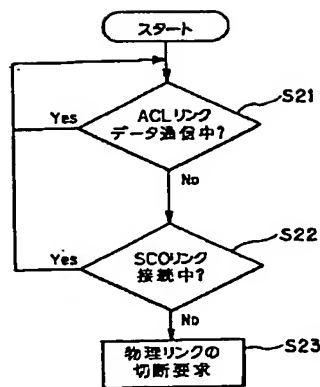 スタート
S21
ACLリンク
データ通信中?
Yes
No
S22
SCOリンク
接続中?
Yes
No
S23
物理リンクの
切断要求